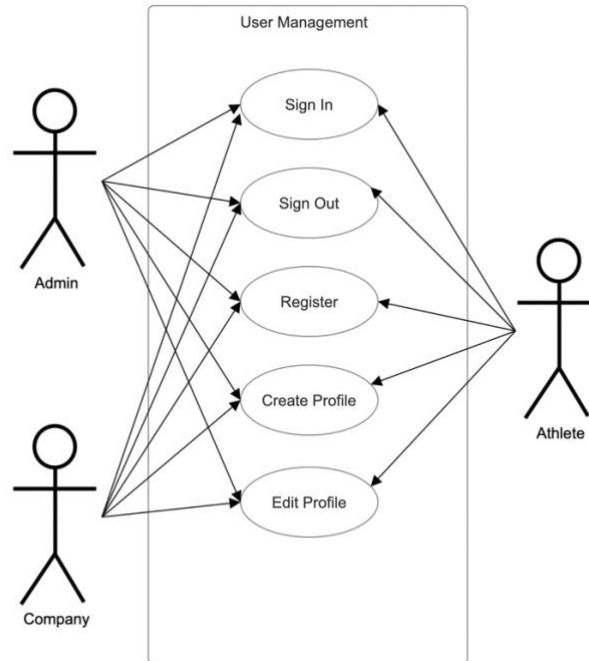 User Management
Sign In
Sign Out
Admin
Register
Create Profile
Athlete
Edit Profile
Company